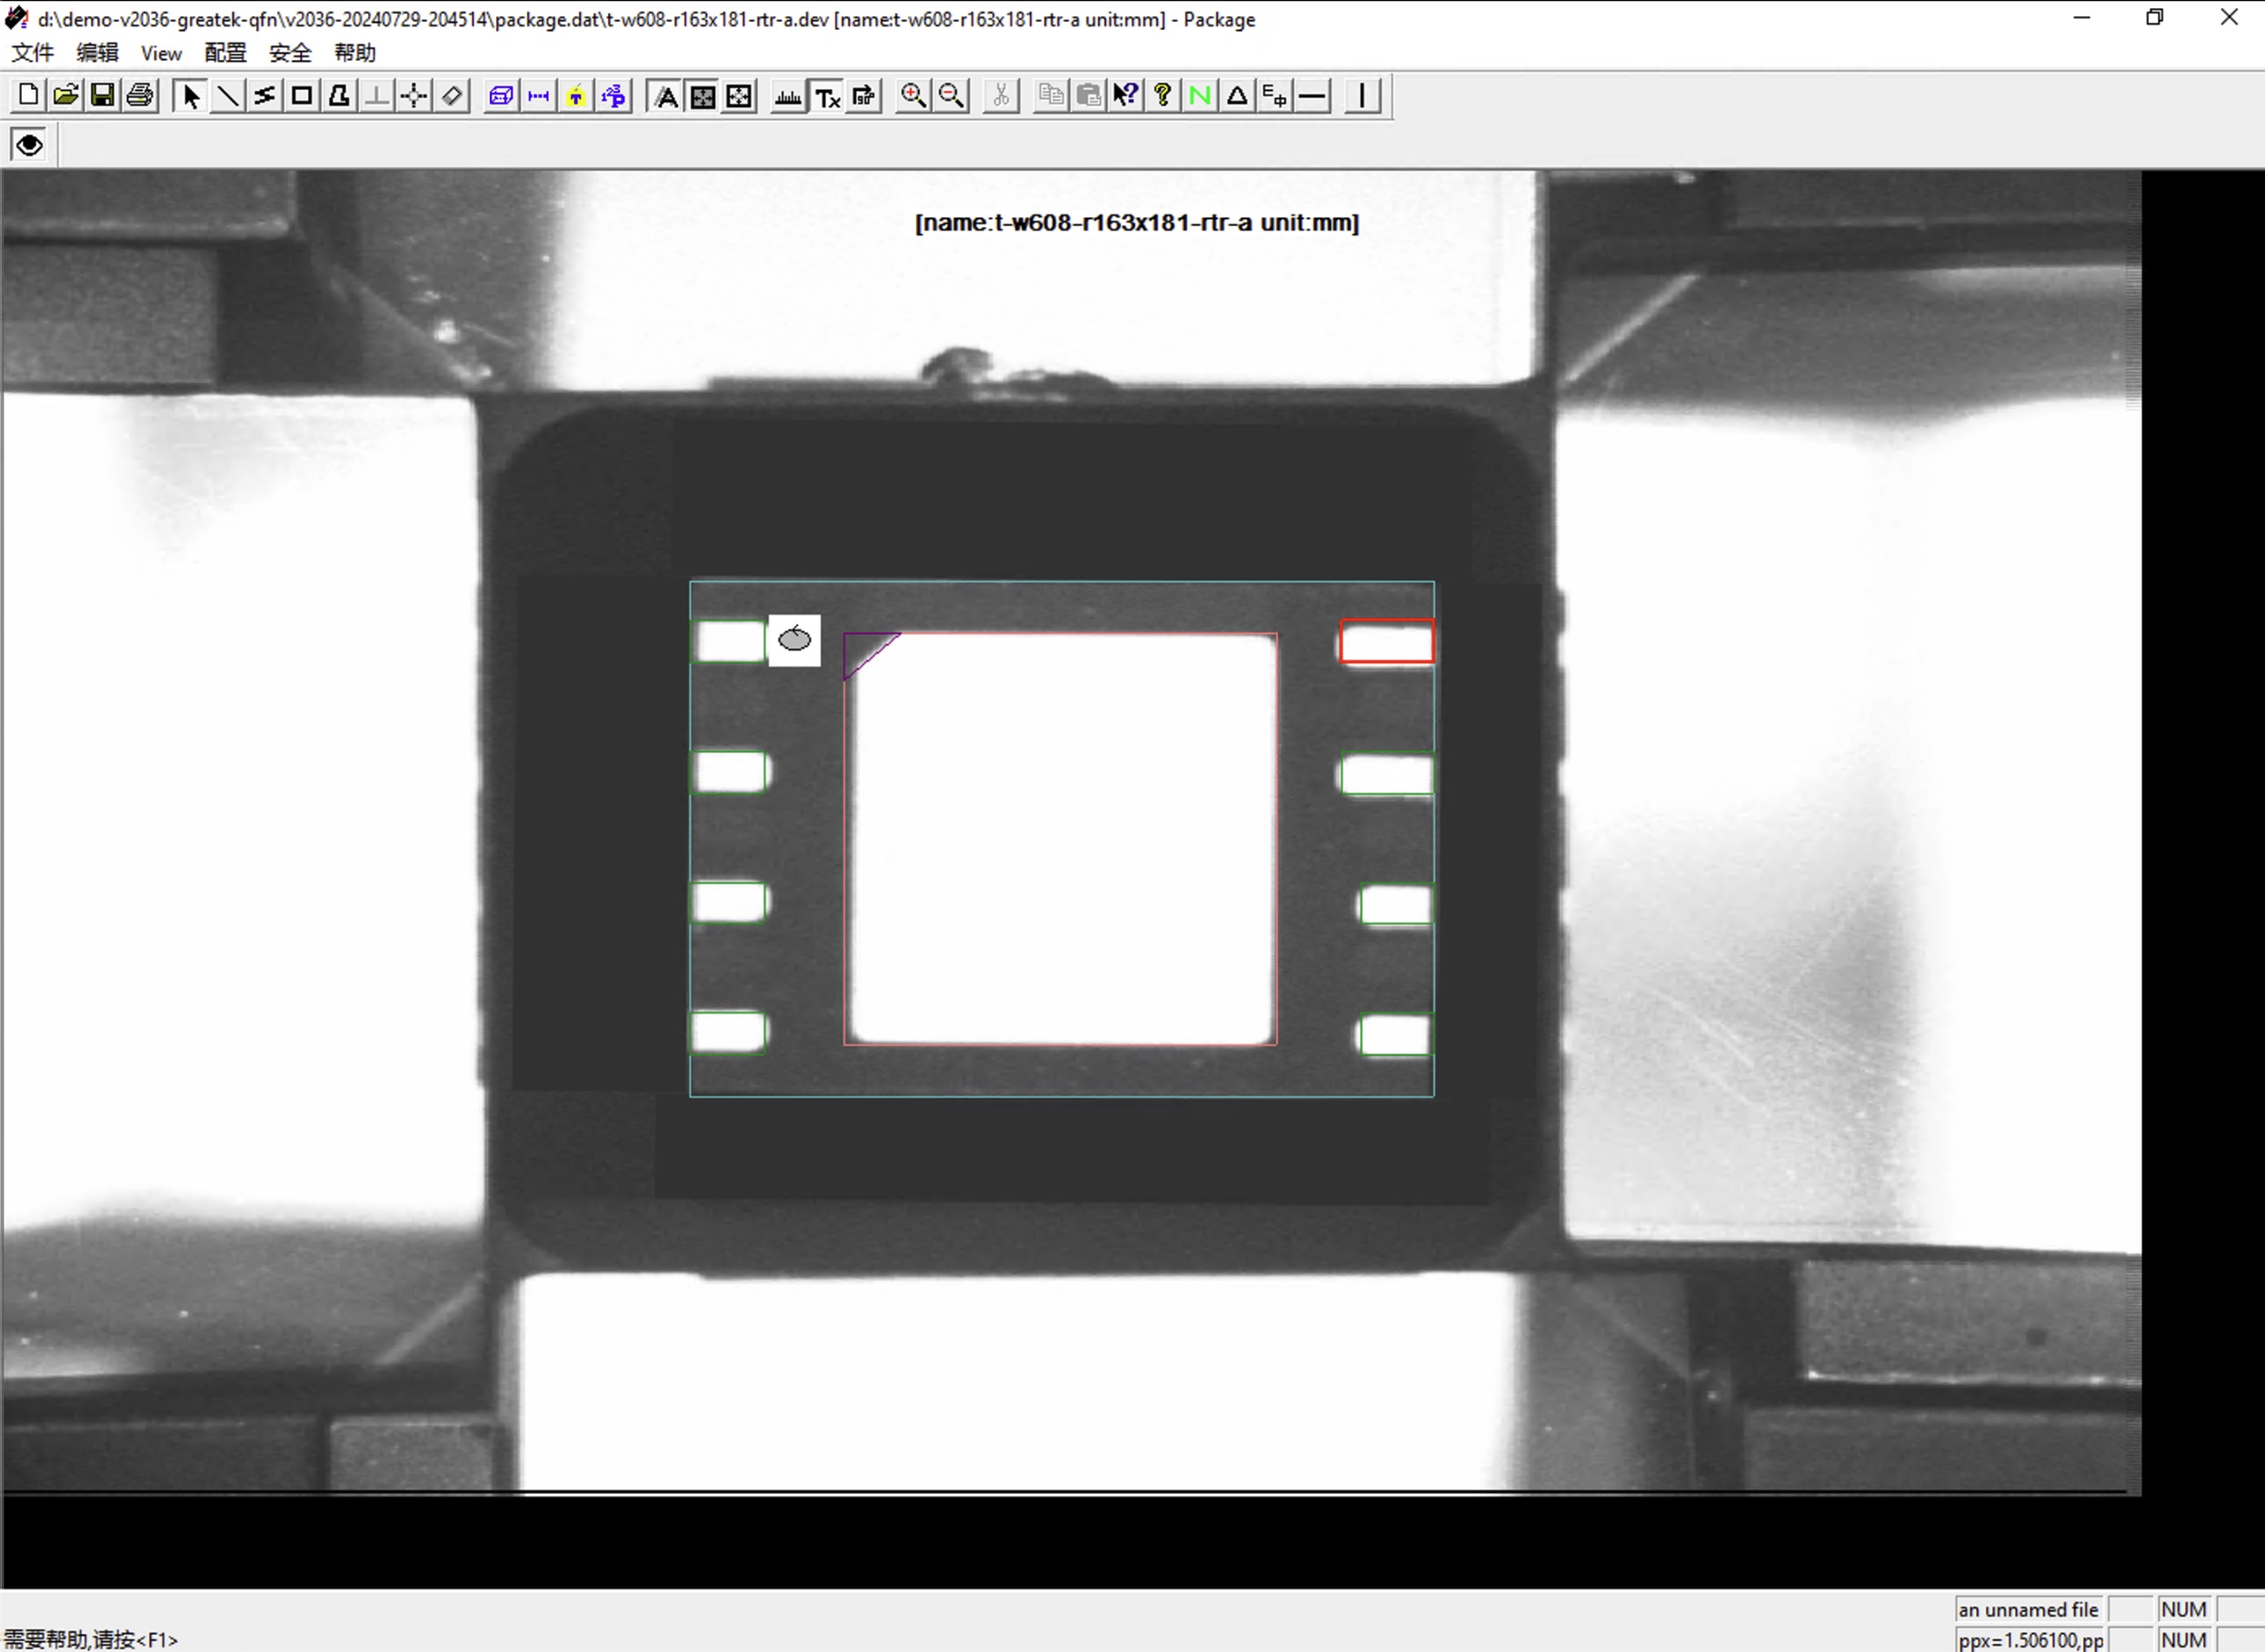 d:\demo-v2036-greatek-qfn\v2036-20240729-204514\package.dat\t-w608-r163x181-rtr-a.dev [name:t-w608-r163x181-rtr-a unit:mm] - Package
文件 编辑 View 配置 安全 帮助
[name:t-w608-r163x181-rtr-a unit:mm]
an unnamed file NUM
需要帮助,请按<F1> ppx=1.506100,pp NUM